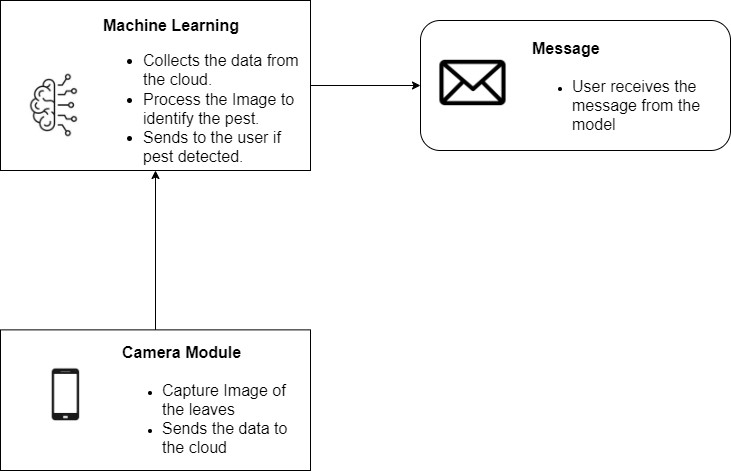 Machine Learning
• Collects the data from
the cloud.
• Process the Image to
identify the pest.
• Sends to the user if
pest detected.
Message
• User receives the
message from the
model
Camera Module
• Capture Image of
the leaves
• Sends the data to
the cloud